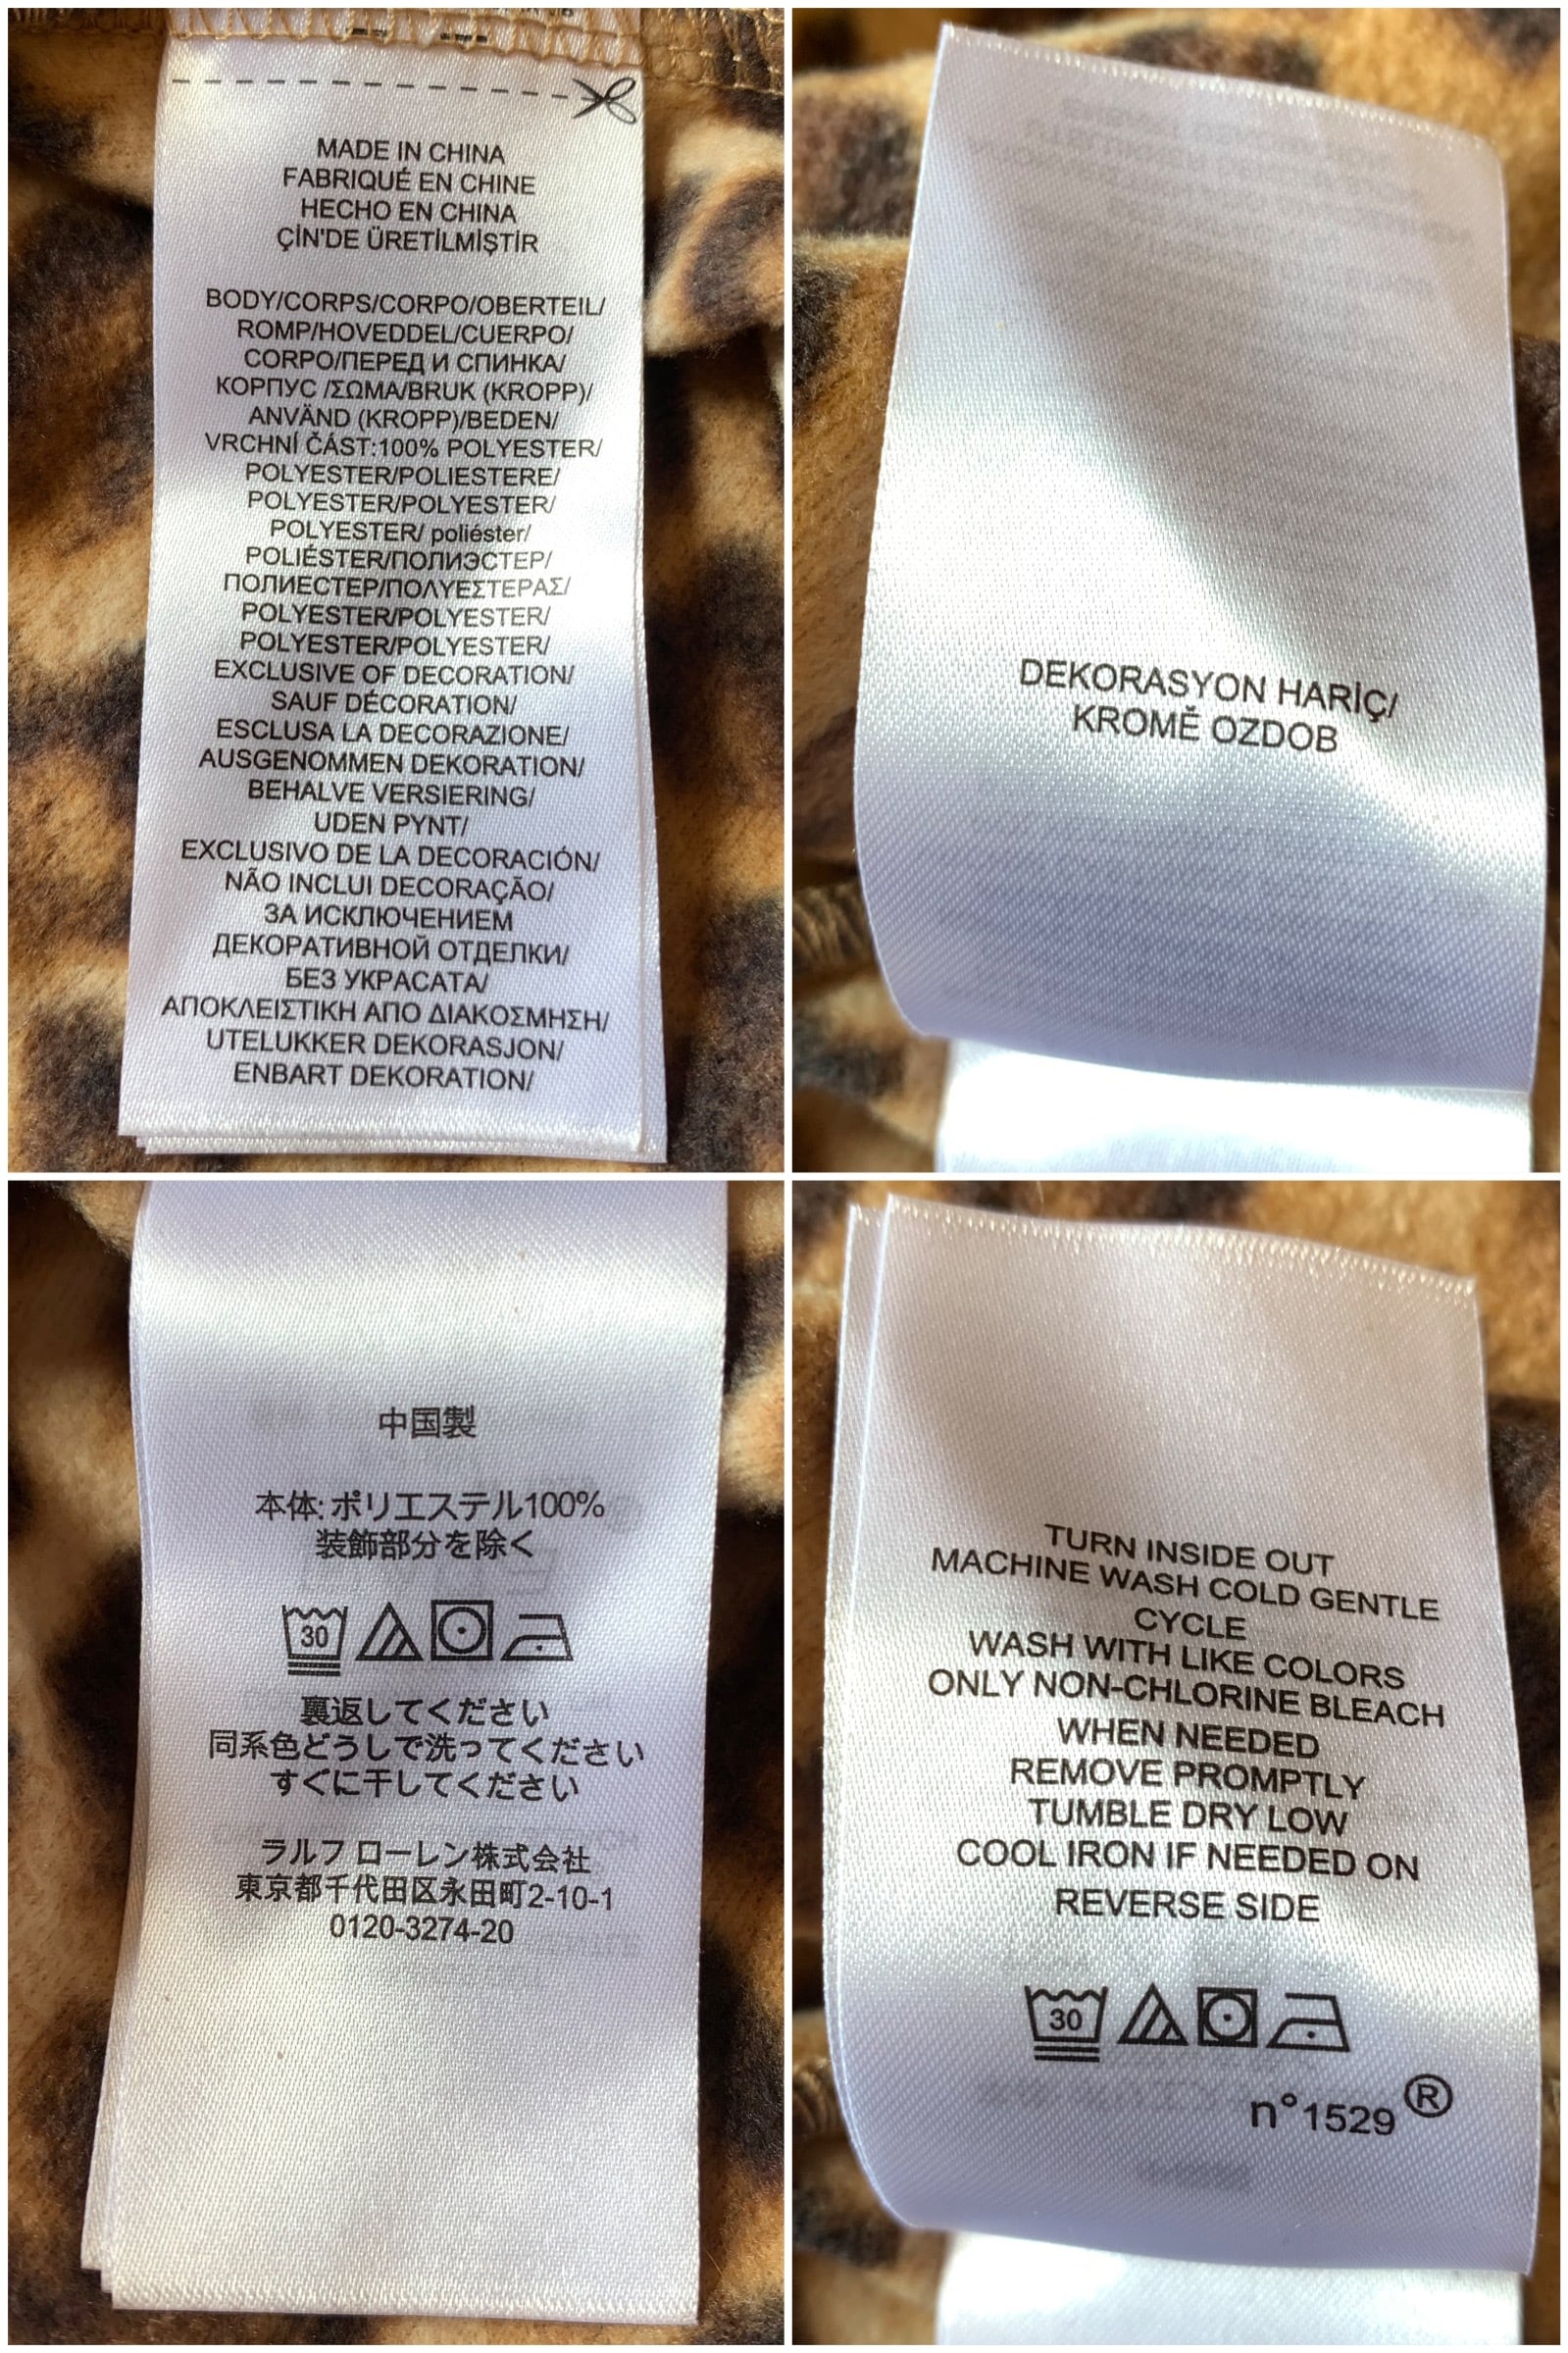 MADE IN CHINA
FABRIQUÉ EN CHINE
HECHO EN CHINA
ÇİN'DE ÜRETİLMİŞTİR
BODY/CORPS/CORPO/OBERTEIL/
ROMP/HOVEDDEL/CUERPO/
CORPO/ПЕРЕД И СПИНКА/
КОРПУС /ΣΩΜΑ/BRUK (KROPP)/
ANVÄND (KROPP)/BEDEN/
VRCHNÍ ČÁST:100% POLYESTER/
POLYESTER/POLIESTERE/
POLYESTER/POLYESTER/
POLYESTER/ poliéster/
POLIÉSTER/ПОЛИЭСТЕР/
ПОЛИЕСТЕР/ΠΟΛΥΕΣΤΕΡΑΣ/
POLYESTER/POLYESTER/
POLYESTER/POLYESTER/
EXCLUSIVE OF DECORATION/
SAUF DÉCORATION/
ESCLUSA LA DECORAZIONE/
AUSGENOMMEN DEKORATION/
BEHALVE VERSIERING/
UDEN PYNT/
EXCLUSIVO DE LA DECORACIÓN/
NÃO INCLUI DECORAÇÃO/
ЗА ИСКЛЮЧЕНИЕМ
ДЕКОРАТИВНОЙ ОТДЕЛКИ/
БЕЗ УКРАСАТА/
ΑΠΟΚΛΕΙΣΤΙΚΗ ΑΠΟ ΔΙΑΚΟΣΜΗΣΗ/
UTELUKKER DEKORASJON/
ENBART DEKORATION/
DEKORASYON HARİÇ/
KROMĚ OZDOB
中国製
本体: ポリエステル100%
装飾部分を除く
30
裏返してください
同系色どうしで洗ってください
すぐに干してください
ラルフ ローレン株式会社
東京都千代田区永田町2-10-1
0120-3274-20
TURN INSIDE OUT
MACHINE WASH COLD GENTLE
CYCLE
WASH WITH LIKE COLORS
ONLY NON-CHLORINE BLEACH
WHEN NEEDED
REMOVE PROMPTLY
TUMBLE DRY LOW
COOL IRON IF NEEDED ON
REVERSE SIDE
30
n°1529®